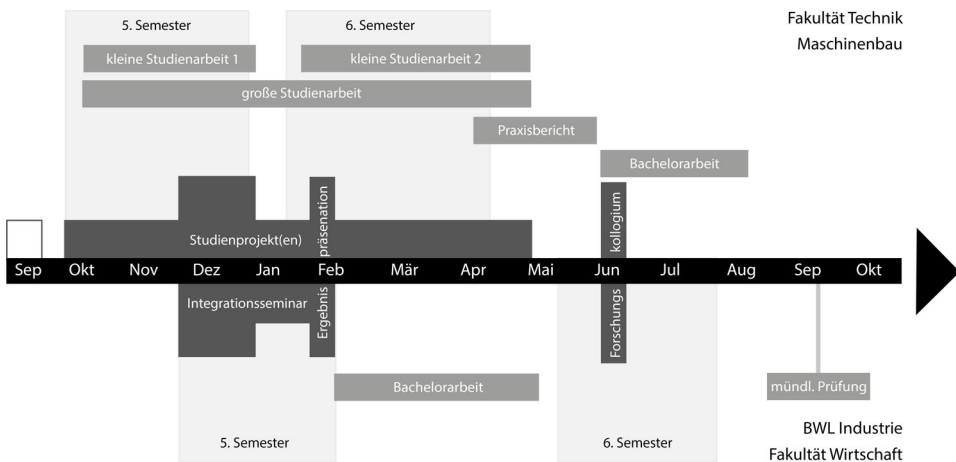 5. Semester
6. Semester
Fakultät Technik
Maschinenbau
kleine Studienarbeit 1
kleine Studienarbeit 2
große Studienarbeit
Praxisbericht
Bachelorarbeit
präsenation
kollogium
Studienprojekt(en)
Sep Okt Nov Dez Jan Feb Mär Apr Mai Jun Jul Aug Sep Okt
Integrationsseminar
Ergebnis
Forschungs
Bachelorarbeit
mündl. Prüfung
5. Semester
6. Semester
BWL Industrie
Fakultät Wirtschaft